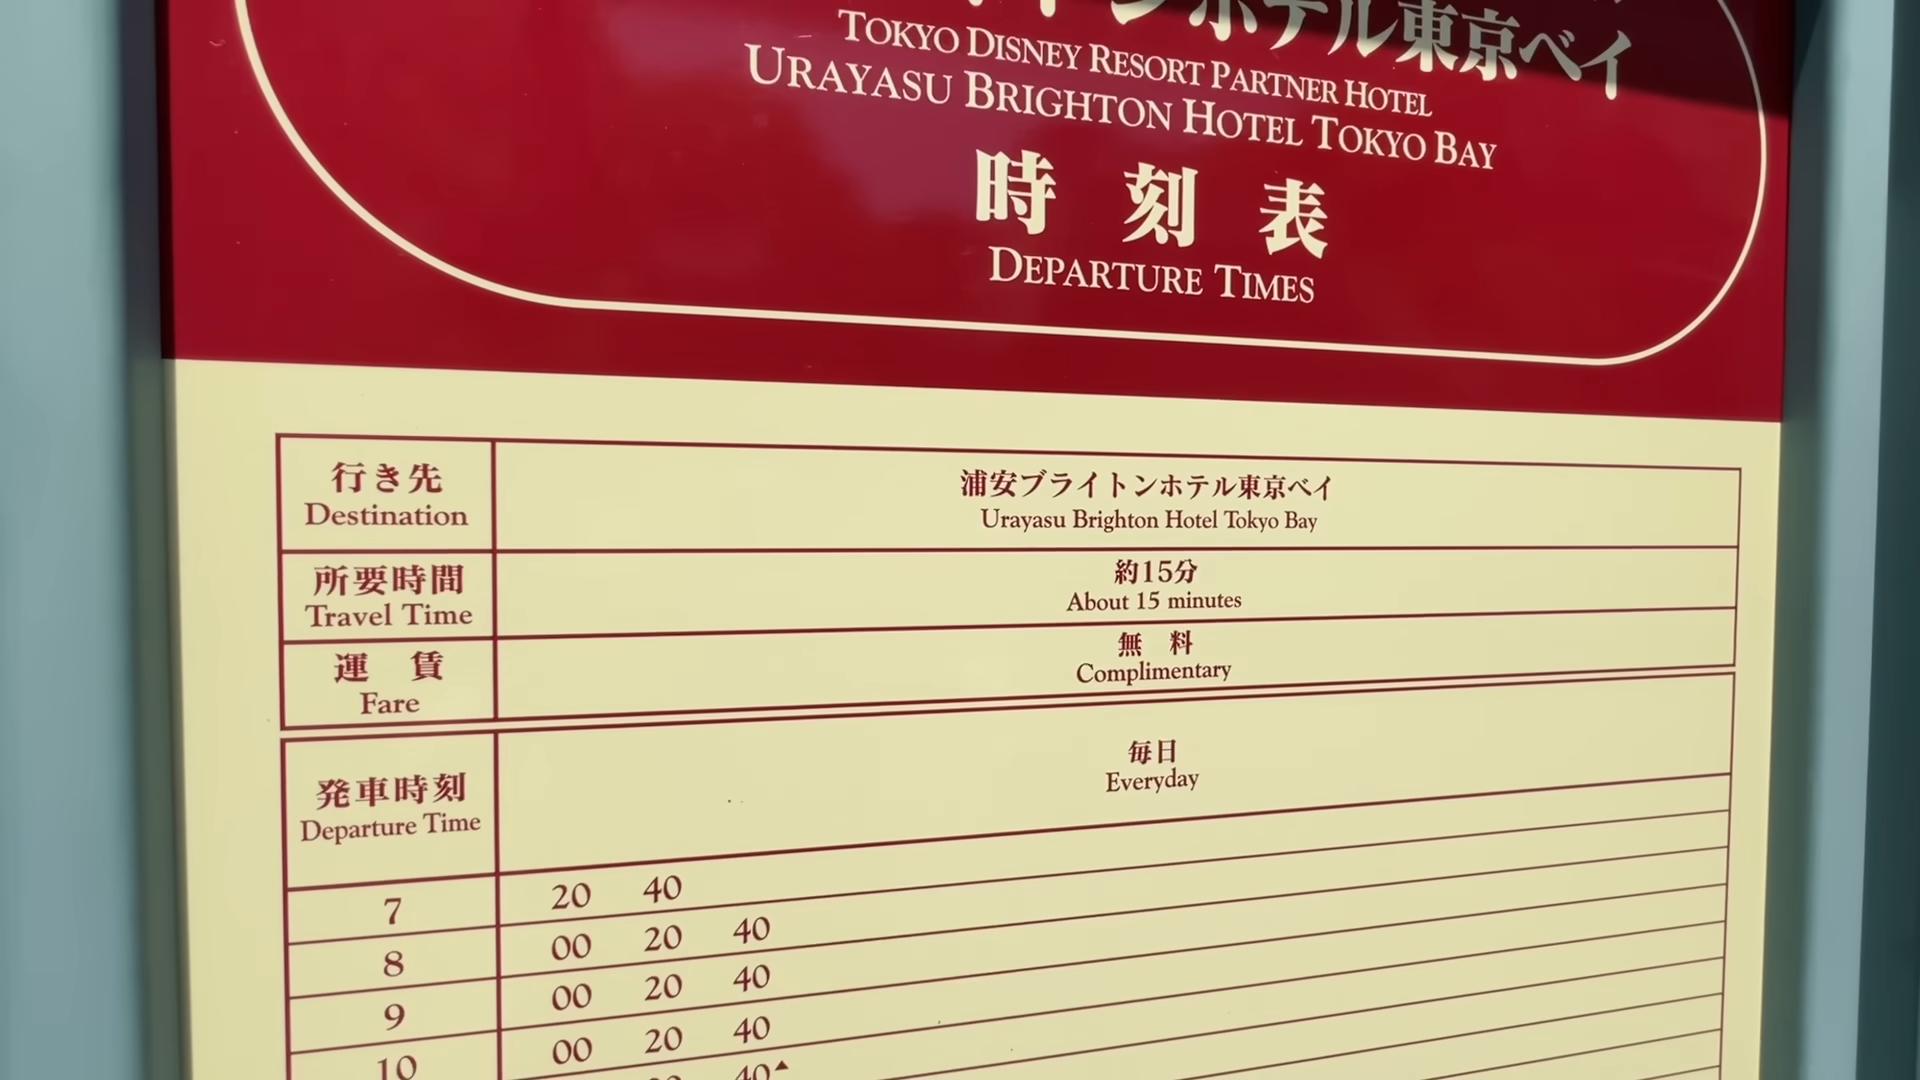 ンホテル東京ベイ
TOKYO DISNEY RESORT PARTNER HOTEL
URAYASU BRIGHTON HOTEL TOKYO BAY
時 刻 表
DEPARTURE TIMES
行き先
Destination
浦安ブライトンホテル東京ベイ
Urayasu Brighton Hotel Tokyo Bay
所要時間
Travel Time
約15分
About 15 minutes
運 賃
Fare
無 料
Complimentary
発車時刻
Departure Time
毎日
Everyday
7 20 40
8 00 20 40
9 00 20 40
10 00 20 40
40▲